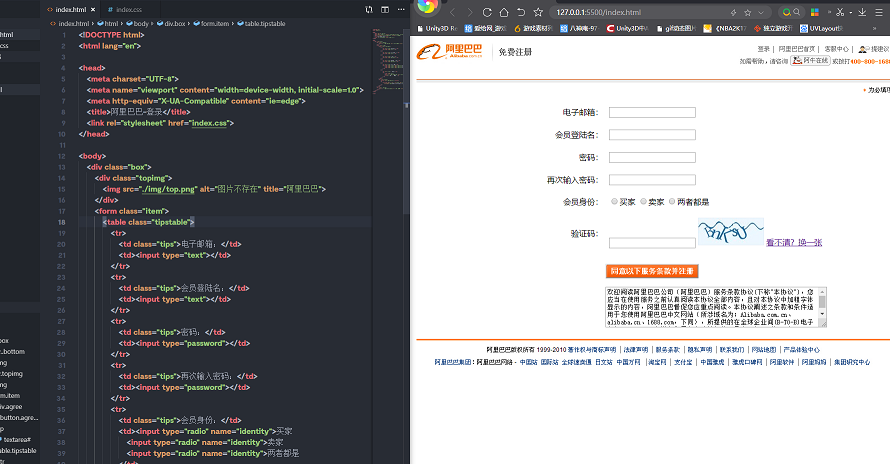 index.html ×
index.css
index.html > html > body > div.box > form.item > table.tipstable
1 <!DOCTYPE html>
2 <html lang="en">
3
4 <head>
5 <meta charset="UTF-8">
6 <meta name="viewport" content="width=device-width, initial-scale=1.0">
7 <meta http-equiv="X-UA-Compatible" content="ie=edge">
8 <title>阿里巴巴-登录</title>
9 <link rel="stylesheet" href="index.css">
10 </head>
11
12 <body>
13 <div class="box">
14 <div class="topimg">
15 <img src="./img/top.png" alt="图片不存在" title="阿里巴巴">
16 </div>
17 <form class="item">
18 <table class="tipstable">
19 <tr>
20 <td class="tips">电子邮箱：</td>
21 <td><input type="text"></td>
22 </tr>
23 <tr>
24 <td class="tips">会员登陆名：</td>
25 <td><input type="text"></td>
26 </tr>
27 <tr>
28 <td class="tips">密码：</td>
29 <td><input type="password"></td>
30 </tr>
31 <tr>
32 <td class="tips">再次输入密码：</td>
33 <td><input type="password"></td>
34 </tr>
35 <tr>
36 <td class="tips">会员身份：</td>
37 <td><input type="radio" name="identity">买家
38 <input type="radio" name="identity">卖家
39 <input type="radio" name="identity">两者都是
html
css
box
.bottom
ng
.topimg
ng
m.item
iv.agree
button.agre...
p
textarea#
table.tipstable
tr
127.0.0.1:5500/index.html
Unity3D Re
爱给网_游
游戏素材
八神庵-97
Unity3D中
gif动态图片
《NBA2K1
独立游戏
UVLayout
阿里巴巴
Alibaba.com.cn
免费注册
登录 | 阿里巴巴首页 | 客服中心 | 提建议
如需帮助，请咨询 阿牛在线 或拨打400-800-1688
为必填项
电子邮箱：
会员登陆名：
密码：
再次输入密码：
会员身份： 买家 卖家 两者都是
验证码：
看不清？换一张
同意以下服务条款并注册
欢迎阅读阿里巴巴公司(阿里巴巴)服务条款协议(下称"本协议")，您
应当在使用服务之前认真阅读本协议全部内容，且对本协议中加粗字体
显示的内容，阿里巴巴督促您应重点阅读。本协议阐述之条款和条件适
用于您使用阿里巴巴中文网站(所涉域名为：Alibaba.com.cn、
alibaba.cn、1688.com，下同)，所提供的在全球企业间(B-TO-B)电子
阿里巴巴版权所有 1999-2010 著作权与商标声明 | 法律声明 | 服务条款 | 隐私声明 | 联系我们 | 网站地图 | 产品体验中心
阿里巴巴集团：阿里巴巴网络 - 中国站 国际站 全球速卖通 日文站 中国万网 | 淘宝网 | 支付宝 | 中国雅虎 | 雅虎口碑网 | 阿里软件 | 阿里妈妈 | 集团研究中心